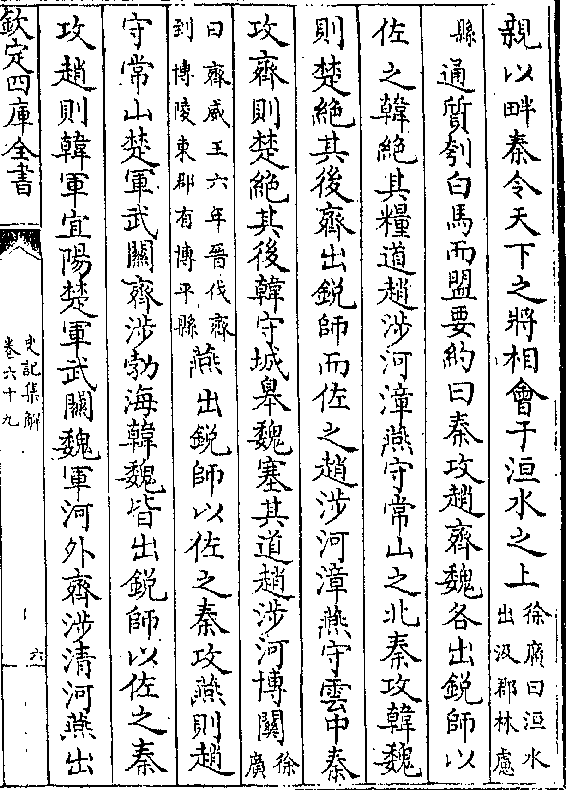 親以畔秦令天下之將相會于洹水之上徐廣曰洹水出汲郡林慮
縣通質刳白馬而盟要約曰秦攻趙齊魏各出鋭師以
佐之韓絶其糧道趙涉河漳燕守常山之北秦攻韓魏
則楚絶其後齊出鋭師而佐之趙涉河漳燕守雲中秦
攻齊則楚絶其後韓守城皋魏塞其道趙涉河博關徐廣
曰齊威王六年晉伐齊到博陵東郡有博平縣燕出鋭師以佐之秦攻燕則趙
守常山楚軍武關齊涉勃海韓魏皆出鋭師以佐之秦
攻趙則韓軍宜陽楚軍武關魏軍河外齊涉清河燕出
欽定四庫全書
史記集解
卷六十九
六